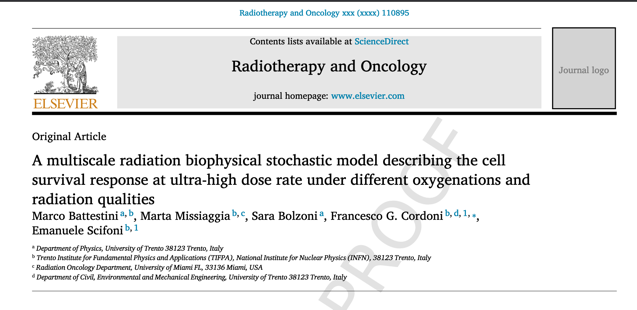 Radiotherapy and Oncology xxx (xxxx) 110895
Contents lists available at ScienceDirect
Radiotherapy and Oncology
journal homepage: www.elsevier.com
ELSEVIER
Journal logo
Original Article
A multiscale radiation biophysical stochastic model describing the cell
survival response at ultra-high dose rate under different oxygenations and
radiation qualities
Marco Battestini a, b, Marta Missiaggia b, c, Sara Bolzoni a, Francesco G. Cordoni b, d, 1, *,
Emanuele Scifoni b, 1
a Department of Physics, University of Trento 38123 Trento, Italy
b Trento Institute for Fundamental Physics and Applications (TIFPA), National Institute for Nuclear Physics (INFN), 38123 Trento, Italy
c Radiation Oncology Department, University of Miami FL, 33136 Miami, USA
d Department of Civil, Environmental and Mechanical Engineering, University of Trento 38123 Trento, Italy
PROOF